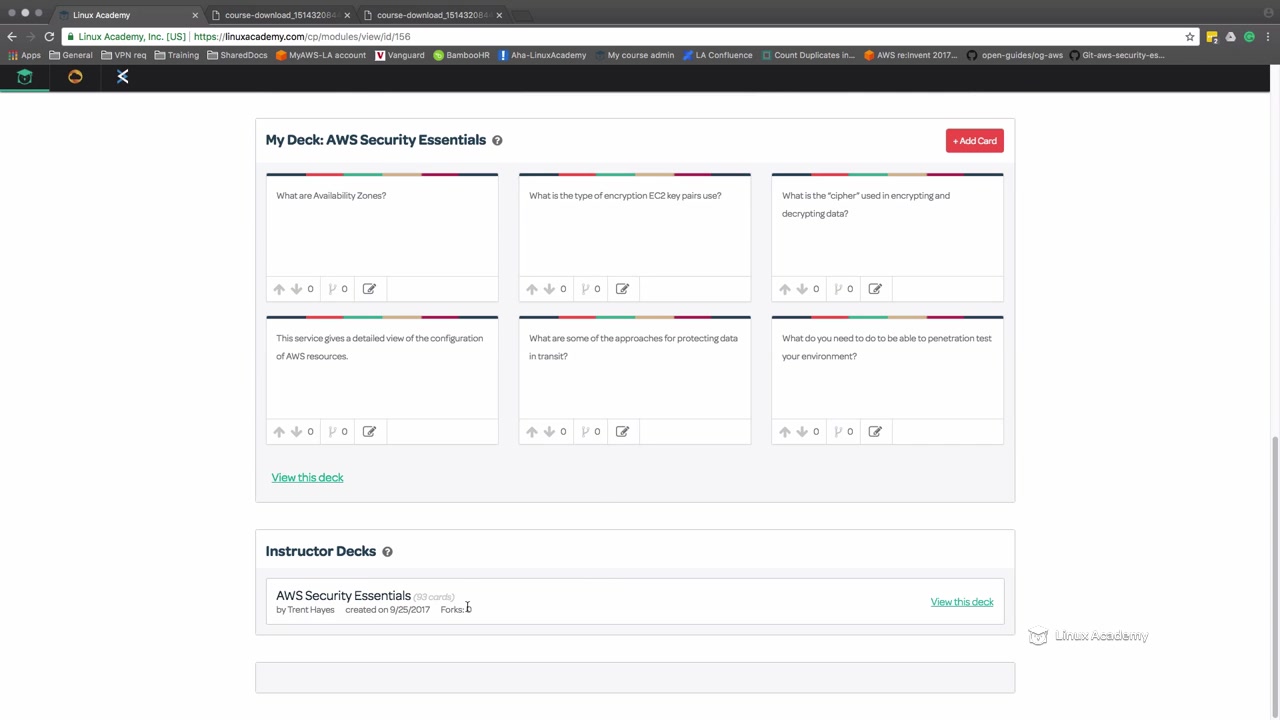 Linux Academy
course-download_1514320844
course-download_1514320844
Linux Academy, Inc. [US] | https://linuxacademy.com/cp/modules/view/id/156
Apps General VPN req Training SharedDocs MyAWS-LA account Vanguard BambooHR Aha-LinuxAcademy My course admin LA Confluence Count Duplicates in... AWS re:Invent 2017... open-guides/og-aws Git-aws-security-es...
My Deck: AWS Security Essentials
+ Add Card
What are Availability Zones?
0 0
What is the type of encryption EC2 key pairs use?
0 0
What is the “cipher” used in encrypting and
decrypting data?
0 0
This service gives a detailed view of the configuration
of AWS resources.
0 0
What are some of the approaches for protecting data
in transit?
0 0
What do you need to do to be able to penetration test
your environment?
0 0
View this deck
Instructor Decks
AWS Security Essentials (93 cards)
by Trent Hayes created on 9/25/2017 Forks: 0
View this deck
Linux Academy